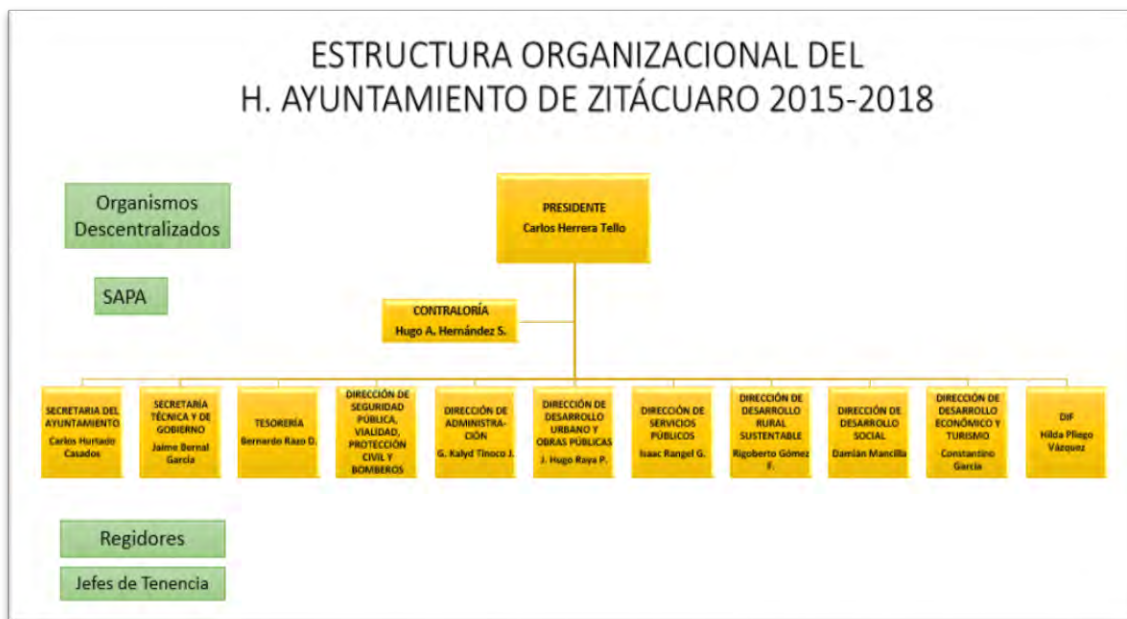 ESTRUCTURA ORGANIZACIONAL DEL
H. AYUNTAMIENTO DE ZITÁCUARO 2015-2018
Organismos
Descentralizados
SAPA
PRESIDENTE
Carlos Herrera Tello
CONTRALORÍA
Hugo A. Hernández S.
SECRETARIA DEL
AYUNTAMIENTO
Carlos Hurtado
Casados
SECRETARÍA
TÉCNICA Y DE
GOBIERNO
Jaime Bernal
García
TESORERÍA
Bernardo Razo D.
DIRECCIÓN DE
SEGURIDAD
PÚBLICA,
VIALIDAD,
PROTECCIÓN
CIVIL Y
BOMBEROS
DIRECCIÓN DE
ADMINISTRA-
CIÓN
G. Kalyd Tinoco J.
DIRECCIÓN DE
DESARROLLO
URBANO Y
OBRAS PÚBLICAS
J. Hugo Raya P.
DIRECCIÓN DE
SERVICIOS
PÚBLICOS
Isaac Rangel G.
DIRECCIÓN DE
DESARROLLO
RURAL
SUSTENTABLE
Rigoberto Gómez
F.
DIRECCIÓN DE
DESARROLLO
SOCIAL
Damián Mancilla
DIRECCIÓN DE
DESARROLLO
ECONÓMICO Y
TURISMO
Constantino
García
DIF
Hilda Pliego
Vázquez
Regidores
Jefes de Tenencia